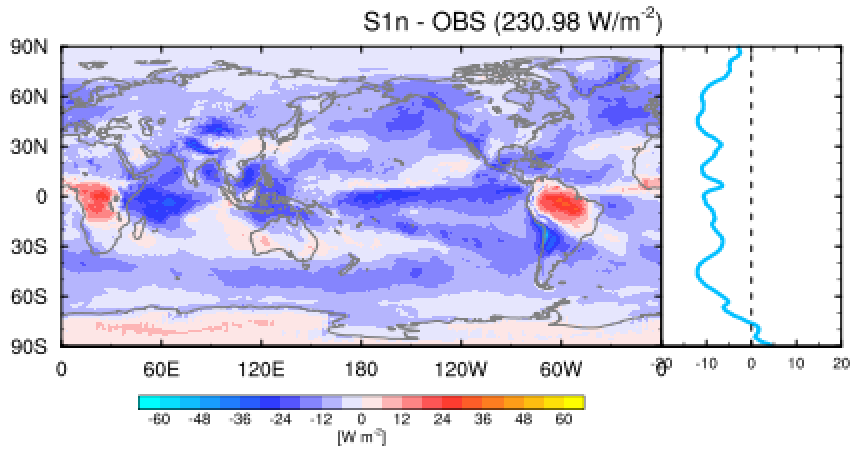 S1n - OBS (230.98 W/m-2)
90N
60N
30N
0
30S
60S
90S
0 60E 120E 180 120W 60W 0
-20 -10 0 10 20
-60 -48 -36 -24 -12 0 12 24 36 48 60
[W m-2]